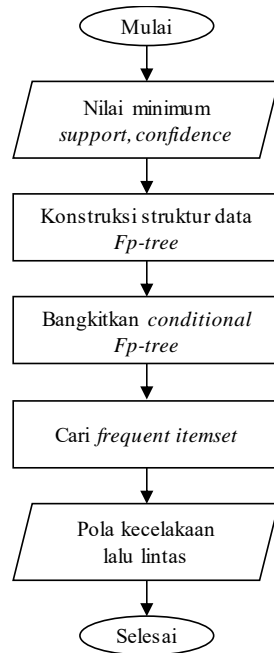 Mulai
Nilai minimum
support, confidence
Konstruksi struktur data
Fp-tree
Bangkitkan conditional
Fp-tree
Cari frequent itemset
Pola kecelakaan
lalu lintas
Selesai